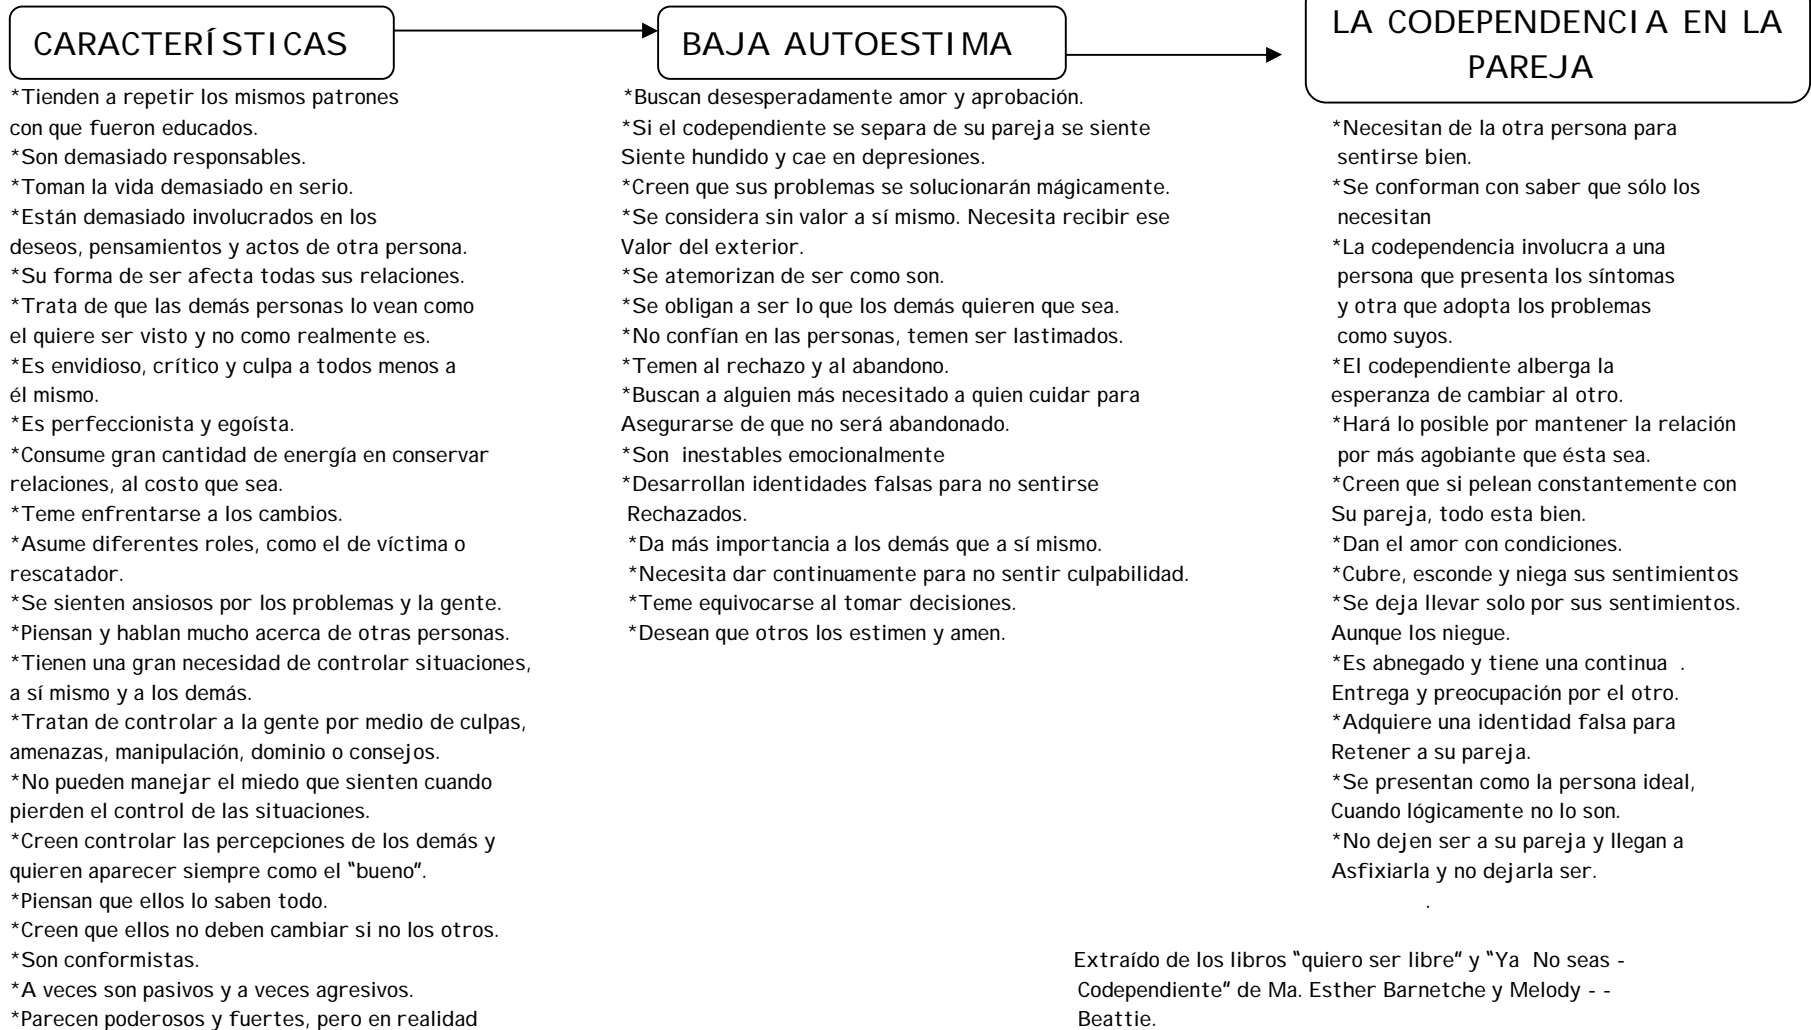 CARACTERÍSTICAS
*Tienden a repetir los mismos patrones
con que fueron educados.
*Son demasiado responsables.
*Toman la vida demasiado en serio.
*Están demasiado involucrados en los
deseos, pensamientos y actos de otra persona.
*Su forma de ser afecta todas sus relaciones.
*Trata de que las demás personas lo vean como
el quiere ser visto y no como realmente es.
*Es envidioso, crítico y culpa a todos menos a
él mismo.
*Es perfeccionista y egoísta.
*Consume gran cantidad de energía en conservar
relaciones, al costo que sea.
*Teme enfrentarse a los cambios.
*Asume diferentes roles, como el de víctima o
rescatador.
*Se sienten ansiosos por los problemas y la gente.
*Piensan y hablan mucho acerca de otras personas.
*Tienen una gran necesidad de controlar situaciones,
a sí mismo y a los demás.
*Tratan de controlar a la gente por medio de culpas,
amenazas, manipulación, dominio o consejos.
*No pueden manejar el miedo que sienten cuando
pierden el control de las situaciones.
*Creen controlar las percepciones de los demás y
quieren aparecer siempre como el "bueno".
*Piensan que ellos lo saben todo.
*Creen que ellos no deben cambiar si no los otros.
*Son conformistas.
*A veces son pasivos y a veces agresivos.
*Parecen poderosos y fuertes, pero en realidad
BAJA AUTOESTIMA
*Buscan desesperadamente amor y aprobación.
*Si el codependiente se separa de su pareja se siente
Siente hundido y cae en depresiones.
*Creen que sus problemas se solucionarán mágicamente.
*Se considera sin valor a sí mismo. Necesita recibir ese
Valor del exterior.
*Se atemorizan de ser como son.
*Se obligan a ser lo que los demás quieren que sea.
*No confían en las personas, temen ser lastimados.
*Temen al rechazo y al abandono.
*Buscan a alguien más necesitado a quien cuidar para
Asegurarse de que no será abandonado.
*Son inestables emocionalmente
*Desarrollan identidades falsas para no sentirse
Rechazados.
*Da más importancia a los demás que a sí mismo.
*Necesita dar continuamente para no sentir culpabilidad.
*Teme equivocarse al tomar decisiones.
*Desean que otros los estimen y amen.
LA CODEPENDENCIA EN LA
PAREJA
*Necesitan de la otra persona para
sentirse bien.
*Se conforman con saber que sólo los
necesitan
*La codependencia involucra a una
persona que presenta los síntomas
y otra que adopta los problemas
como suyos.
*El codependiente alberga la
esperanza de cambiar al otro.
*Hará lo posible por mantener la relación
por más agobiante que ésta sea.
*Creen que si pelean constantemente con
Su pareja, todo esta bien.
*Dan el amor con condiciones.
*Cubre, esconde y niega sus sentimientos
*Se deja llevar solo por sus sentimientos.
Aunque los niegue.
*Es abnegado y tiene una continua .
Entrega y preocupación por el otro.
*Adquiere una identidad falsa para
Retener a su pareja.
*Se presentan como la persona ideal,
Cuando lógicamente no lo son.
*No dejen ser a su pareja y llegan a
Asfixiarla y no dejarla ser.
.
Extraído de los libros "quiero ser libre" y "Ya No seas -
Codependiente" de Ma. Esther Barnetche y Melody - -
Beattie.